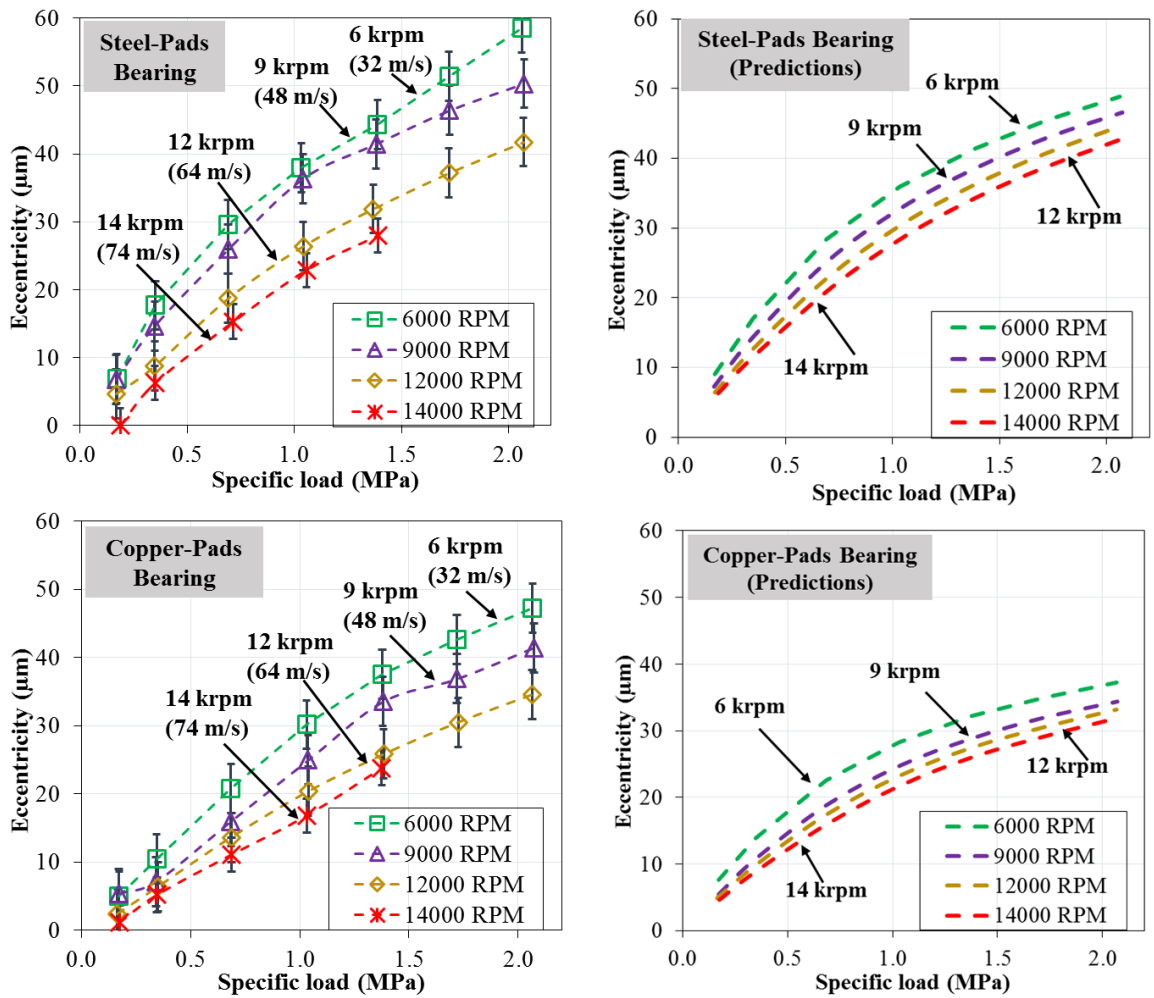 60
50
40
30
20
10
0
Eccentricity (µm)
Steel-Pads
Bearing
6 krpm
(32 m/s)
9 krpm
(48 m/s)
12 krpm
(64 m/s)
14 krpm
(74 m/s)
6000 RPM
9000 RPM
12000 RPM
14000 RPM
0.0 0.5 1.0 1.5 2.0
Specific load (MPa)
60
50
40
30
20
10
0
Eccentricity (µm)
Steel-Pads Bearing
(Predictions)
6 krpm
9 krpm
12 krpm
14 krpm
6000 RPM
9000 RPM
12000 RPM
14000 RPM
0.0 0.5 1.0 1.5 2.0
Specific load (MPa)
60
50
40
30
20
10
0
Eccentricity (µm)
Copper-Pads
Bearing
6 krpm
(32 m/s)
9 krpm
(48 m/s)
12 krpm
(64 m/s)
14 krpm
(74 m/s)
6000 RPM
9000 RPM
12000 RPM
14000 RPM
0.0 0.5 1.0 1.5 2.0
Specific load (MPa)
60
50
40
30
20
10
0
Eccentricity (µm)
Copper-Pads Bearing
(Predictions)
9 krpm
6 krpm
12 krpm
14 krpm
6000 RPM
9000 RPM
12000 RPM
14000 RPM
0.0 0.5 1.0 1.5 2.0
Specific load (MPa)